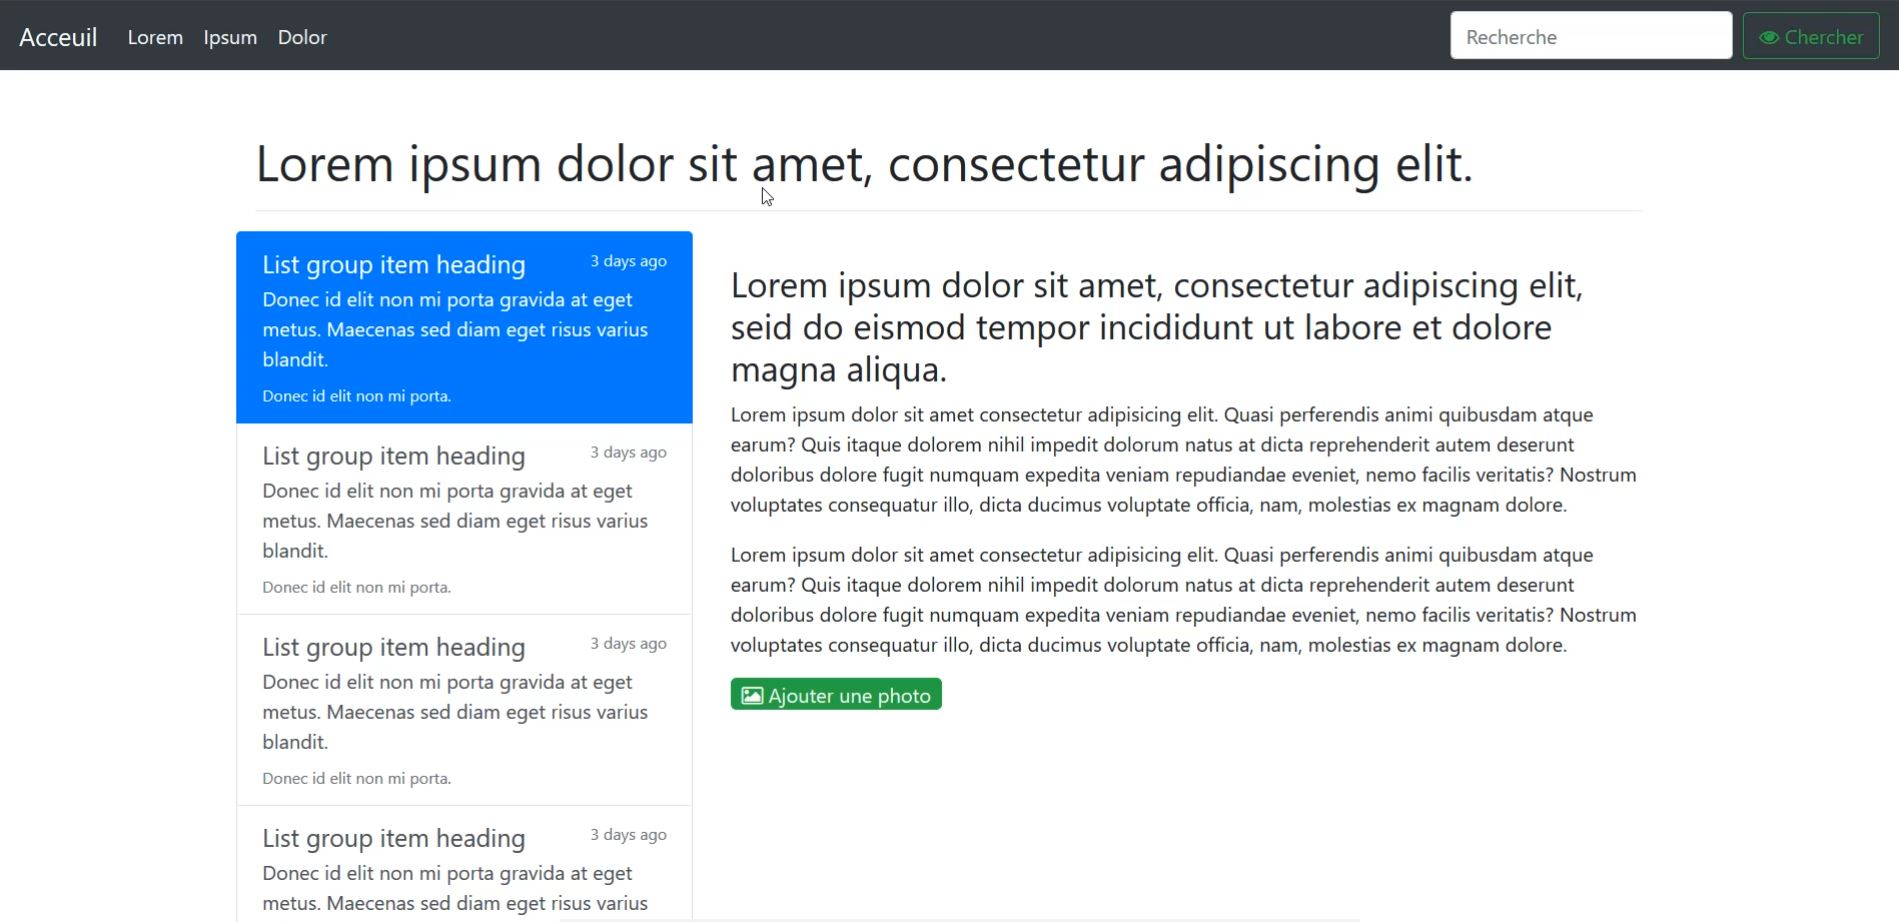 Acceuil Lorem Ipsum Dolor Recherche Chercher
Lorem ipsum dolor sit amet, consectetur adipiscing elit.
List group item heading 3 days ago
Donec id elit non mi porta gravida at eget
metus. Maecenas sed diam eget risus varius
blandit.
Donec id elit non mi porta.
List group item heading 3 days ago
Donec id elit non mi porta gravida at eget
metus. Maecenas sed diam eget risus varius
blandit.
Donec id elit non mi porta.
List group item heading 3 days ago
Donec id elit non mi porta gravida at eget
metus. Maecenas sed diam eget risus varius
blandit.
Donec id elit non mi porta.
List group item heading 3 days ago
Donec id elit non mi porta gravida at eget
metus. Maecenas sed diam eget risus varius
Lorem ipsum dolor sit amet, consectetur adipiscing elit,
seid do eismod tempor incididunt ut labore et dolore
magna aliqua.
Lorem ipsum dolor sit amet consectetur adipisicing elit. Quasi perferendis animi quibusdam atque
earum? Quis itaque dolorem nihil impedit dolorum natus at dicta reprehenderit autem deserunt
doloribus dolore fugit numquam expedita veniam repudiandae eveniet, nemo facilis veritatis? Nostrum
voluptates consequatur illo, dicta ducimus voluptate officia, nam, molestias ex magnam dolore.
Lorem ipsum dolor sit amet consectetur adipisicing elit. Quasi perferendis animi quibusdam atque
earum? Quis itaque dolorem nihil impedit dolorum natus at dicta reprehenderit autem deserunt
doloribus dolore fugit numquam expedita veniam repudiandae eveniet, nemo facilis veritatis? Nostrum
voluptates consequatur illo, dicta ducimus voluptate officia, nam, molestias ex magnam dolore.
Ajouter une photo